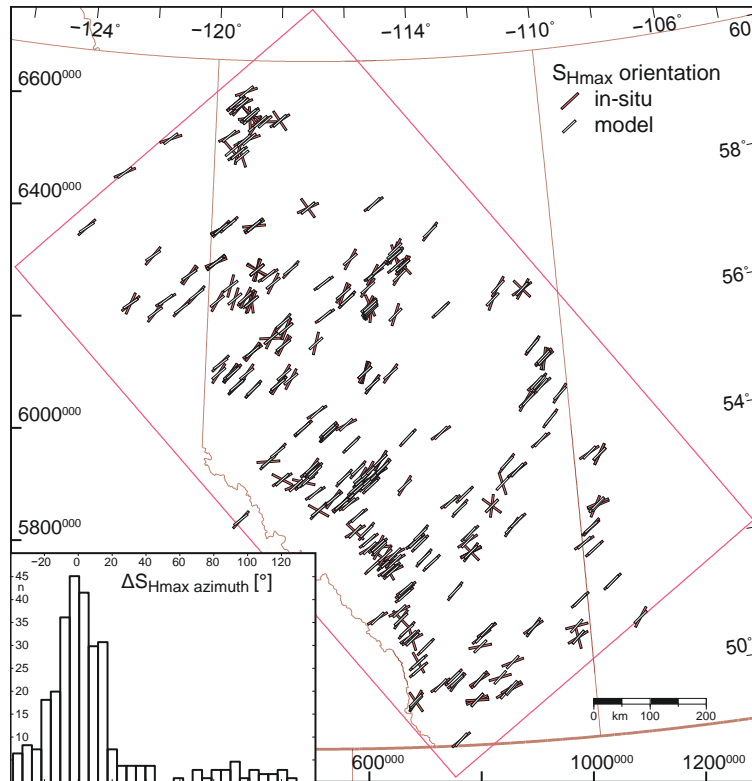 −124° −120° −114° −110° −106° 60
S_Hmax orientation
in-situ
model
6600⁰⁰⁰
58°
6400⁰⁰⁰
56°
54°
6000⁰⁰⁰
5800⁰⁰⁰
50°
−20 0 20 40 60 80 100 120
ΔS_Hmax azimuth [°]
45
n
40
35
30
25
20
15
10
0 km 100 200
600⁰⁰⁰ 1000⁰⁰⁰ 1200⁰⁰⁰